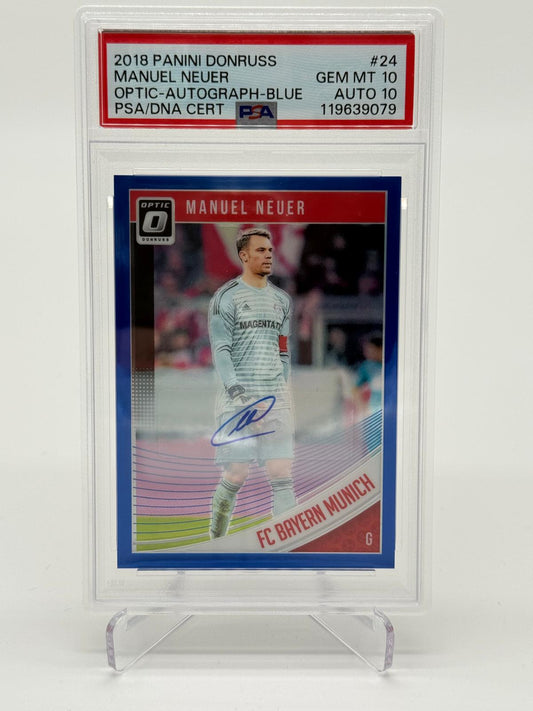 2018 PANINI DONRUSS #24
MANUEL NEUER GEM MT 10
OPTIC-AUTOGRAPH-BLUE AUTO 10
PSA/DNA CERT PSA 119639079
OPTIC
O
DONRUSS
MANUEL NEUER
MAGENTA
FC BAYERN MUNICH
G